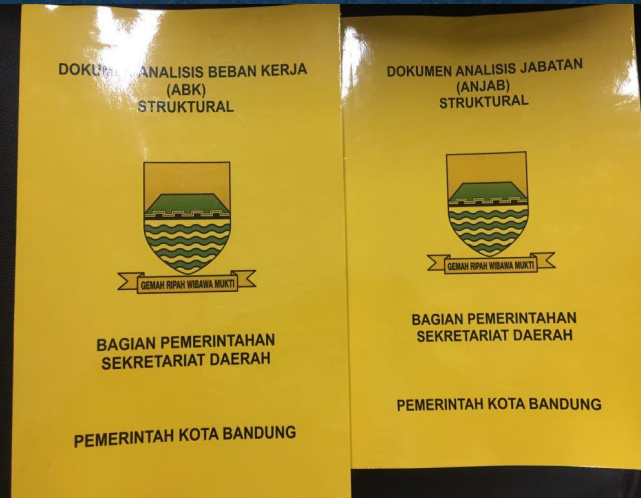 DOKUMEN ANALISIS BEBAN KERJA
(ABK)
STRUKTURAL
GEMAH RIPAH WIBAWA MUKTI
BAGIAN PEMERINTAHAN
SEKRETARIAT DAERAH
PEMERINTAH KOTA BANDUNG
DOKUMEN ANALISIS JABATAN
(ANJAB)
STRUKTURAL
GEMAH RIPAH WIBAWA MUKTI
BAGIAN PEMERINTAHAN
SEKRETARIAT DAERAH
PEMERINTAH KOTA BANDUNG